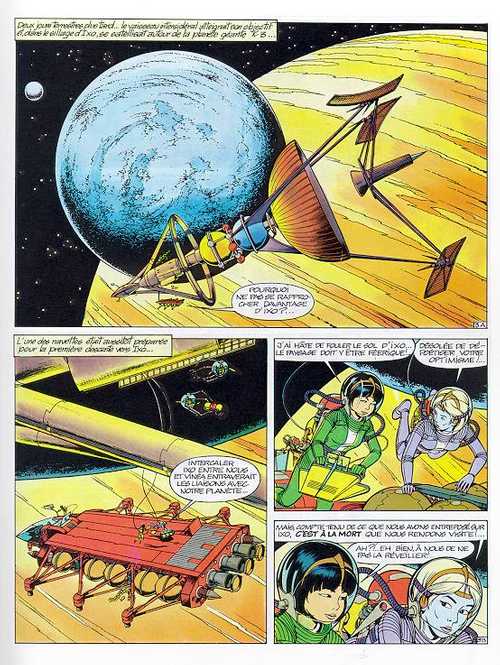 Deux jours terrestres plus tard... le vaisseau interstdéral atteignait son objectif
et, dans le sillage d'Ixo, se satellisait autour de la planète géante "K-3...
POURQUOI
NE PAS SE RAPPRO-
CHER DAVANTAGE
D'IXO?...
3A
L'une des navettes était aussitôt préparée
pour la première descente vers Ixo...
INTERCALER
IXO ENTRE NOUS
ET VINÉA ENTRAVERAIT
LES LIAISONS AVEC
NOTRE PLANÈTE...
J'AI HÂTE DE FOULER LE SOL D'IXO...
LE PAYSAGE DOIT Y ÊTRE FÉERIQUE!...
DÉSOLÉE DE DÉ-
POÉTISER VOTRE
OPTIMISME!...
MAIS, COMPTE TENU DE CE QUE NOUS AVONS ENTREPOSÉ SUR
IXO, C'EST À LA MORT QUE NOUS RENDONS VISITE!...
AH?!.. EH BIEN, À NOUS DE NE
PAS LA RÉVEILLER!